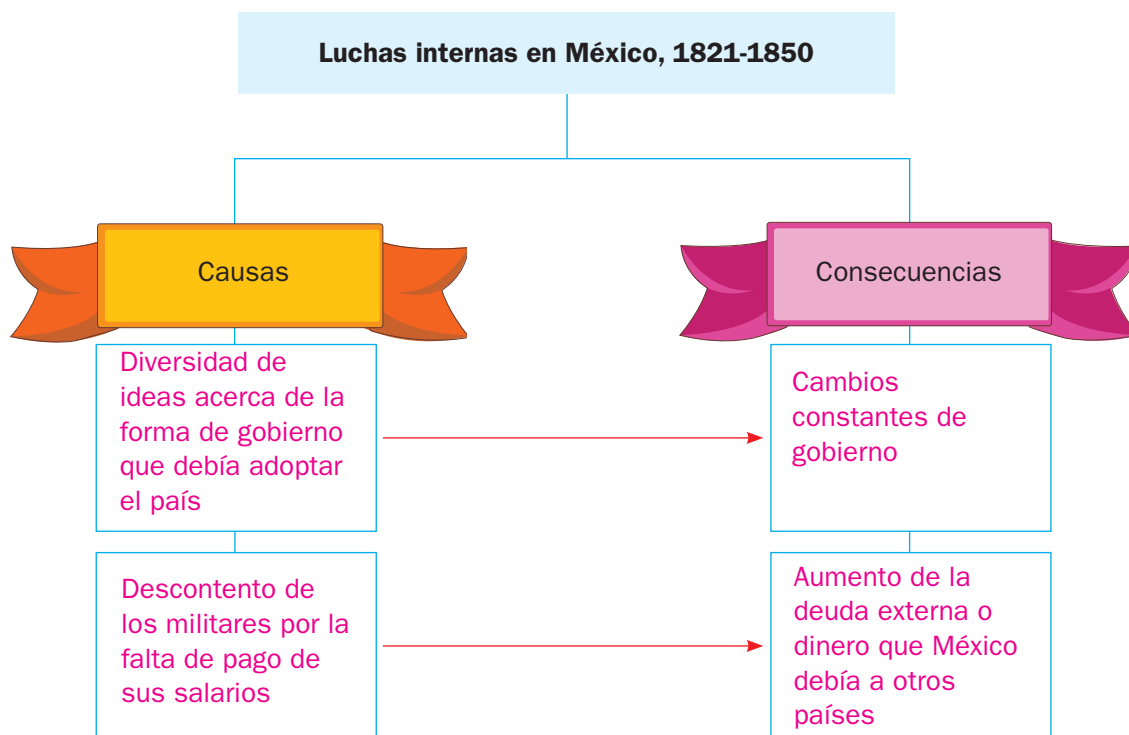 Luchas internas en México, 1821-1850
Causas
Consecuencias
Diversidad de
ideas acerca de la
forma de gobierno
que debía adoptar
el país
Cambios
constantes de
gobierno
Descontento de
los militares por la
falta de pago de
sus salarios
Aumento de la
deuda externa o
dinero que México
debía a otros
países